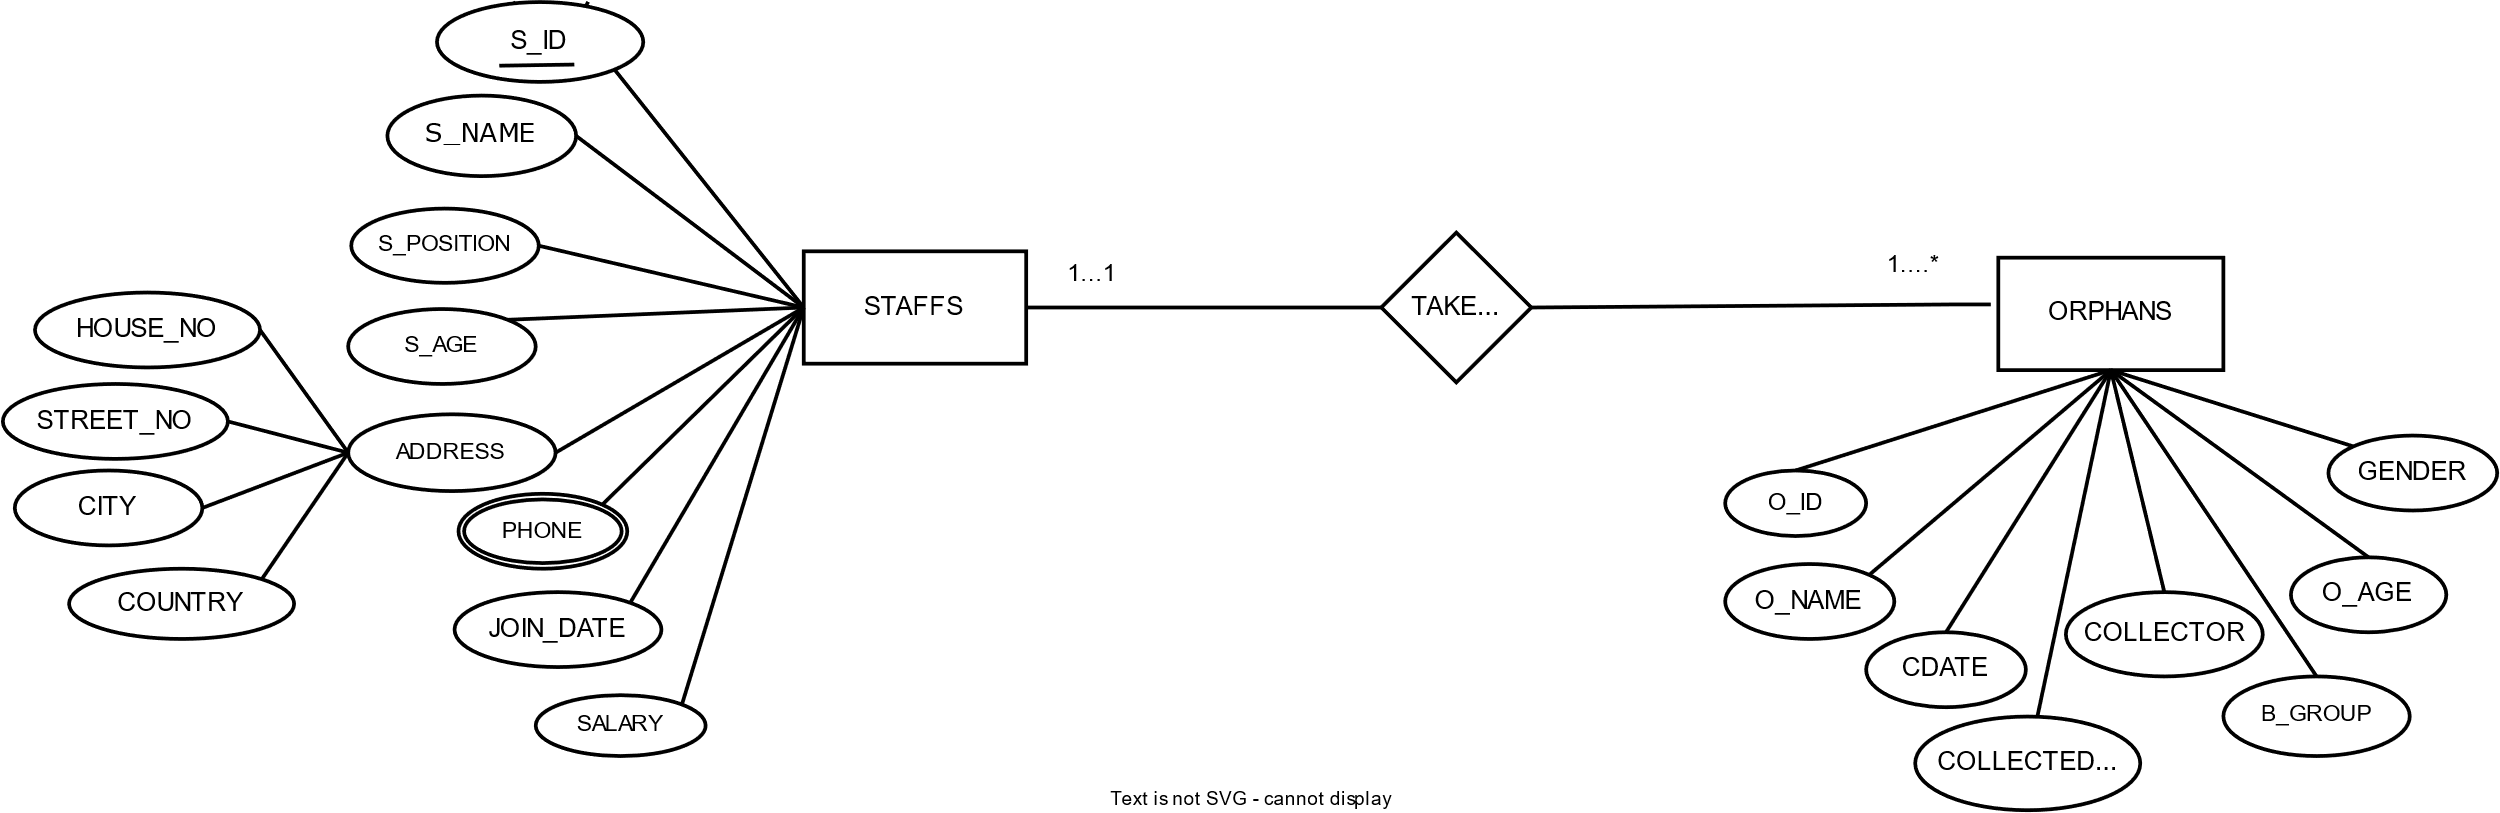 S_ID
S_NAME
S_POSITION
S_AGE
HOUSE_NO
STREET_NO
CITY
COUNTRY
ADDRESS
PHONE
JOIN_DATE
SALARY
STAFFS
1...1
TAKE...
1....*
ORPHANS
O_ID
O_NAME
CDATE
COLLECTED...
COLLECTOR
B_GROUP
O_AGE
GENDER
Text is not SVG - cannot display